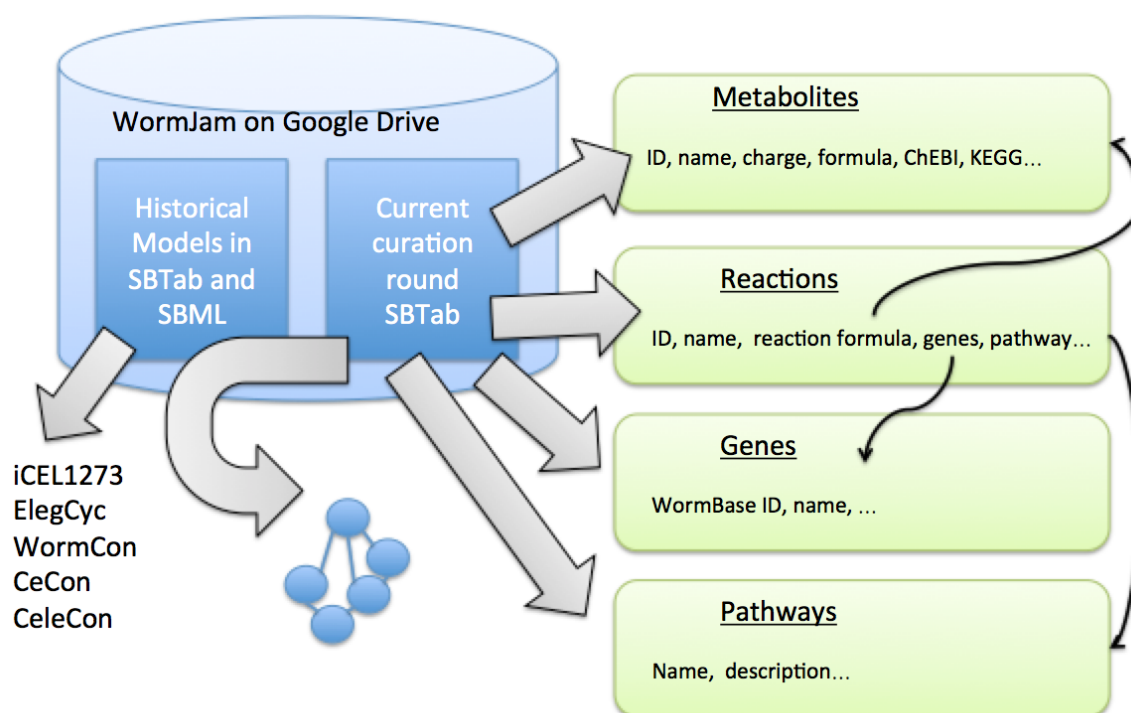 WormJam on Google Drive
Historical
Models in
SBTab and
SBML
Current
curation
round
SBTab
iCEL1273
ElegCyc
WormCon
CeCon
CeleCon
Metabolites
ID, name, charge, formula, ChEBI, KEGG...
Reactions
ID, name, reaction formula, genes, pathway...
Genes
WormBase ID, name, ...
Pathways
Name, description...